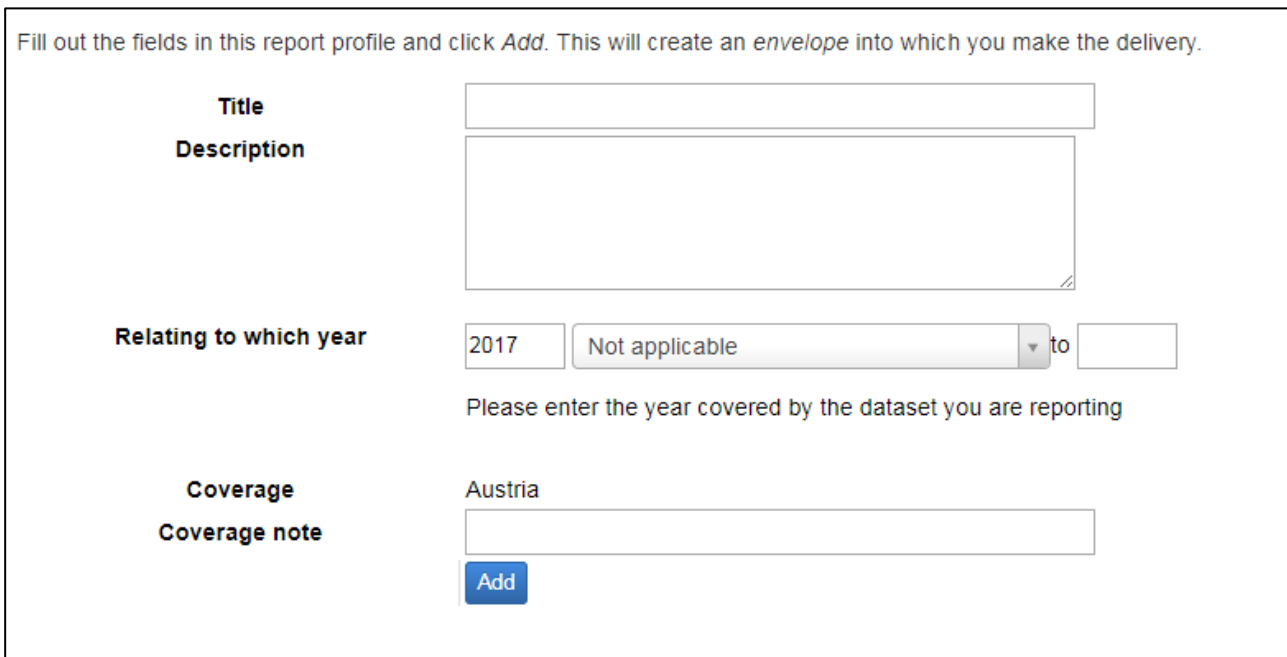 Fill out the fields in this report profile and click Add. This will create an envelope into which you make the delivery.
Title
Description
Relating to which year 2017 Not applicable to
Please enter the year covered by the dataset you are reporting
Coverage Austria
Coverage note
Add